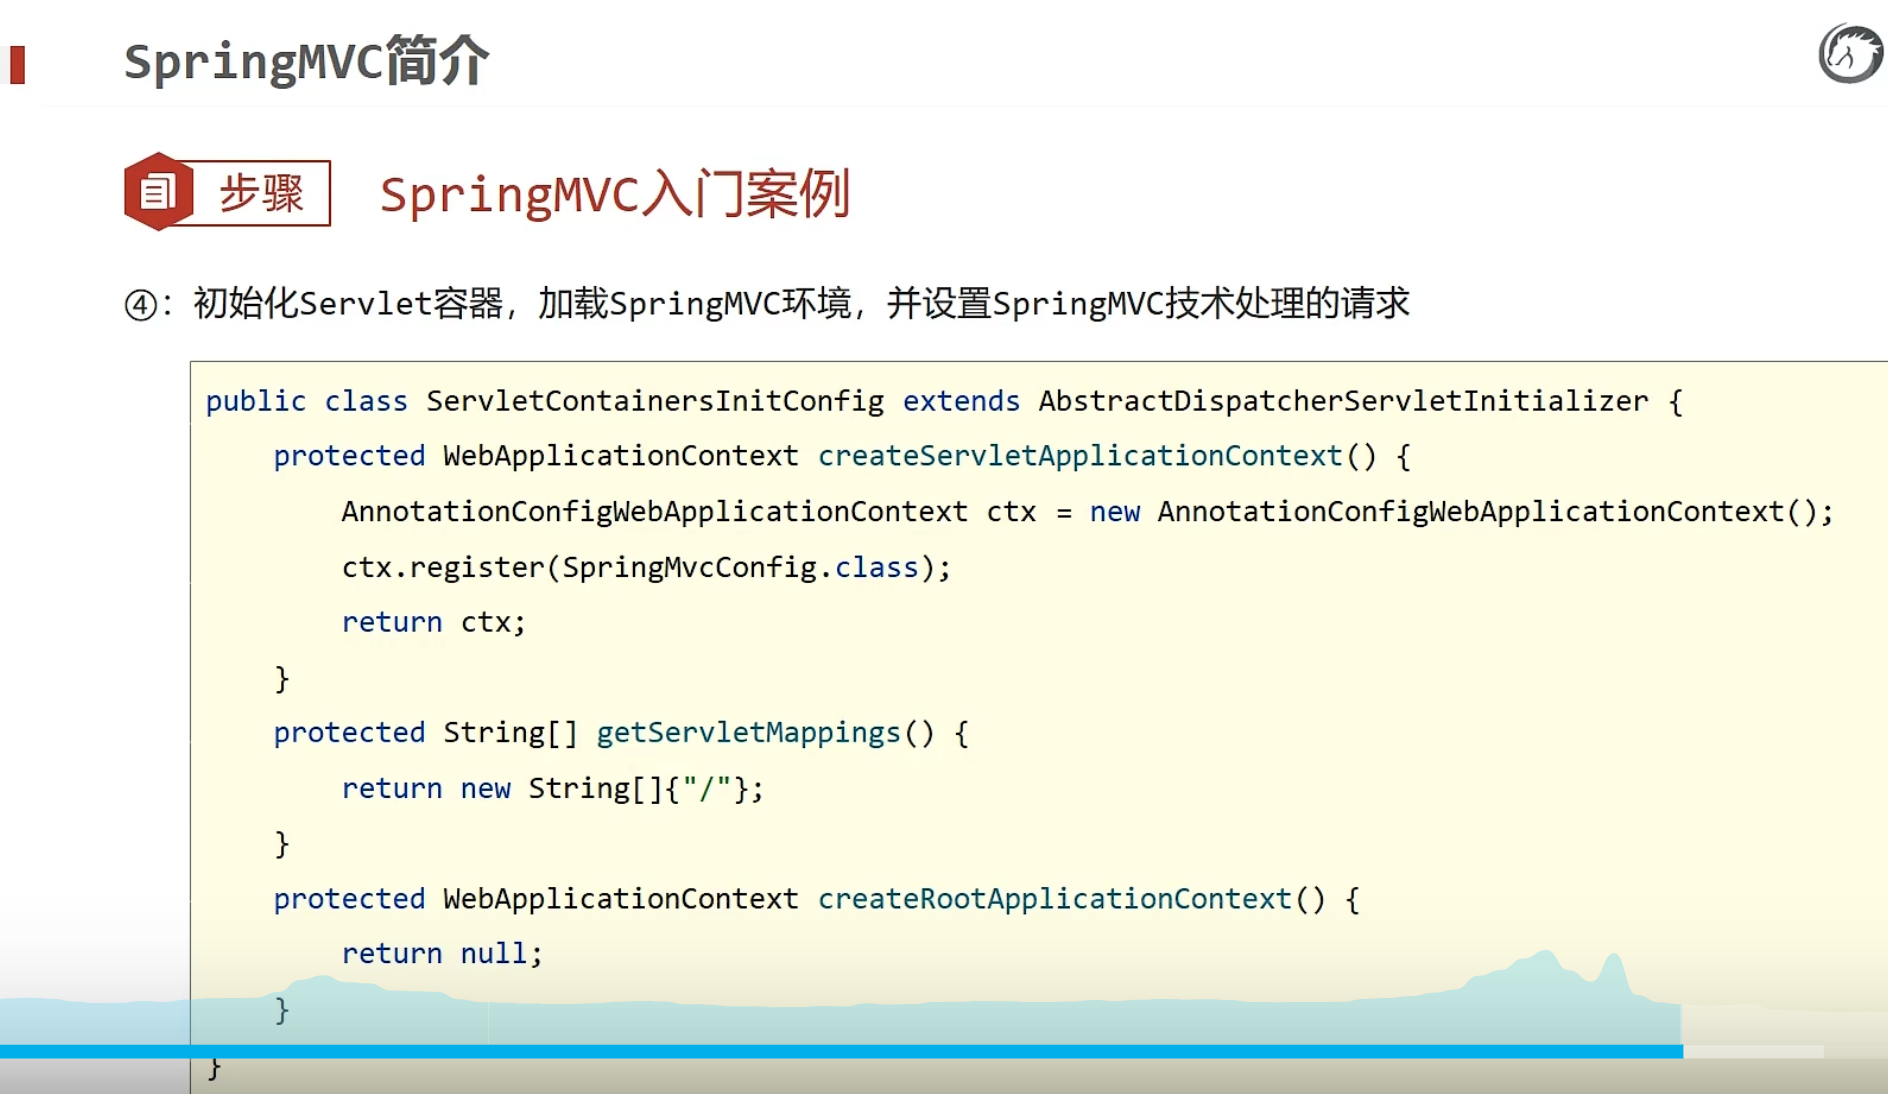 SpringMVC简介
步骤
SpringMVC入门案例
④：初始化Servlet容器，加载SpringMVC环境，并设置SpringMVC技术处理的请求
public class ServletContainersInitConfig extends AbstractDispatcherServletInitializer {
    protected WebApplicationContext createServletApplicationContext() {
        AnnotationConfigWebApplicationContext ctx = new AnnotationConfigWebApplicationContext();
        ctx.register(SpringMvcConfig.class);
        return ctx;
    }
    protected String[] getServletMappings() {
        return new String[]{"/"};
    }
    protected WebApplicationContext createRootApplicationContext() {
        return null;
    }
}